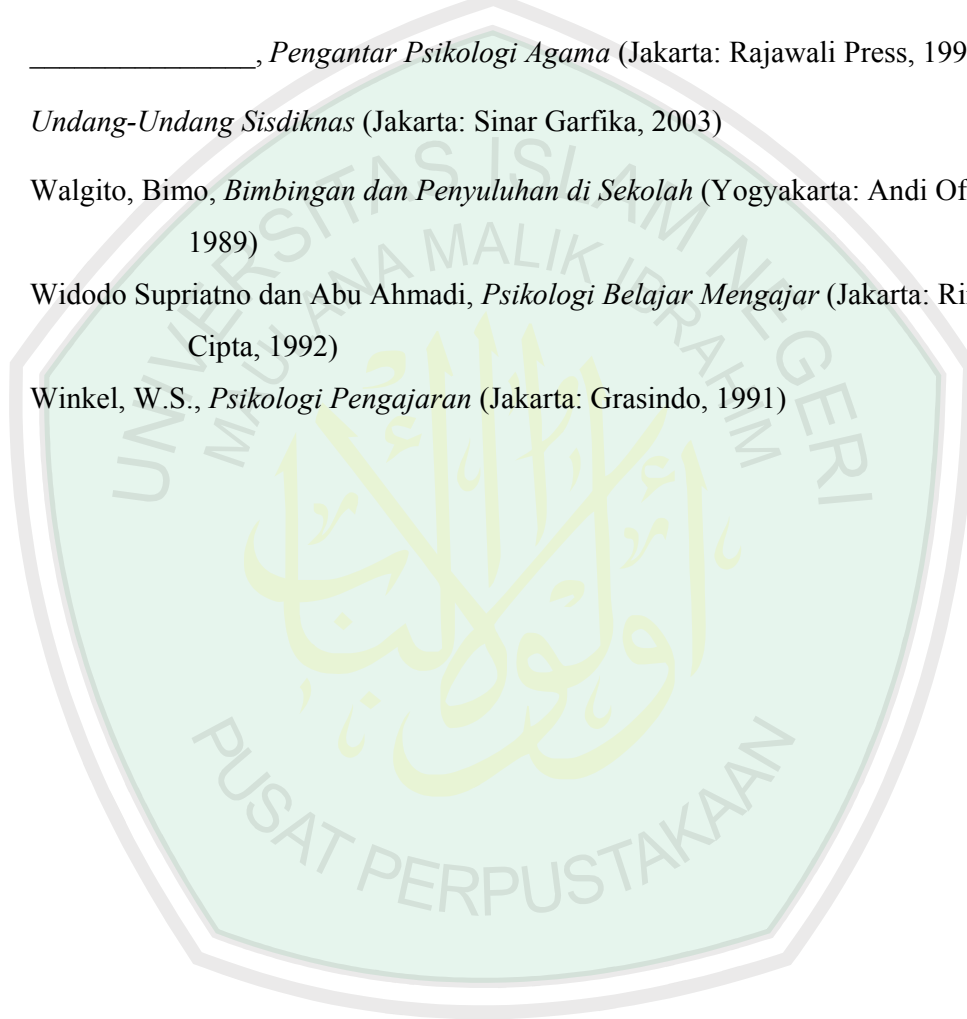 _______________, Pengantar Psikologi Agama (Jakarta: Rajawali Press, 199
Undang-Undang Sisdiknas (Jakarta: Sinar Garfika, 2003)
Walgito, Bimo, Bimbingan dan Penyuluhan di Sekolah (Yogyakarta: Andi Of
1989)
Widodo Supriatno dan Abu Ahmadi, Psikologi Belajar Mengajar (Jakarta: Ri
Cipta, 1992)
Winkel, W.S., Psikologi Pengajaran (Jakarta: Grasindo, 1991)
UNIVERSITAS ISLAM NEGERI
MAULANA MALIK IBRAHIM
PUSAT PERPUSTAKAAN